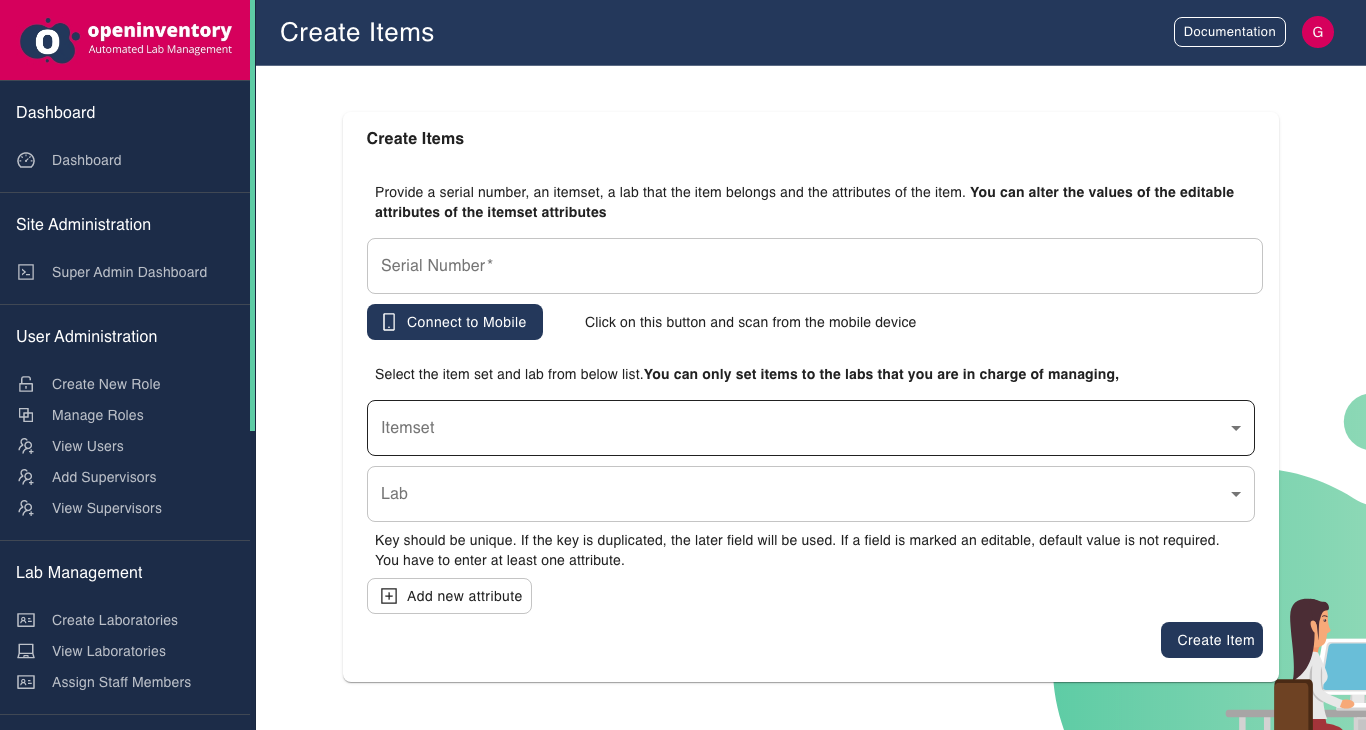 openinventory
Automated Lab Management
Create Items
Documentation
G
Dashboard
Dashboard
Site Administration
Super Admin Dashboard
User Administration
Create New Role
Manage Roles
View Users
Add Supervisors
View Supervisors
Lab Management
Create Laboratories
View Laboratories
Assign Staff Members
Create Items
Provide a serial number, an itemset, a lab that the item belongs and the attributes of the item. You can alter the values of the editable
attributes of the itemset attributes
Serial Number*
Connect to Mobile
Click on this button and scan from the mobile device
Select the item set and lab from below list.You can only set items to the labs that you are in charge of managing,
Itemset
Lab
Key should be unique. If the key is duplicated, the later field will be used. If a field is marked an editable, default value is not required.
You have to enter at least one attribute.
Add new attribute
Create Item